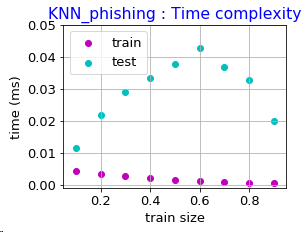 KNN_phishing : Time complexity
0.05
0.04
0.03
0.02
0.01
0.00
time (ms)
train
test
0.2 0.4 0.6 0.8
train size